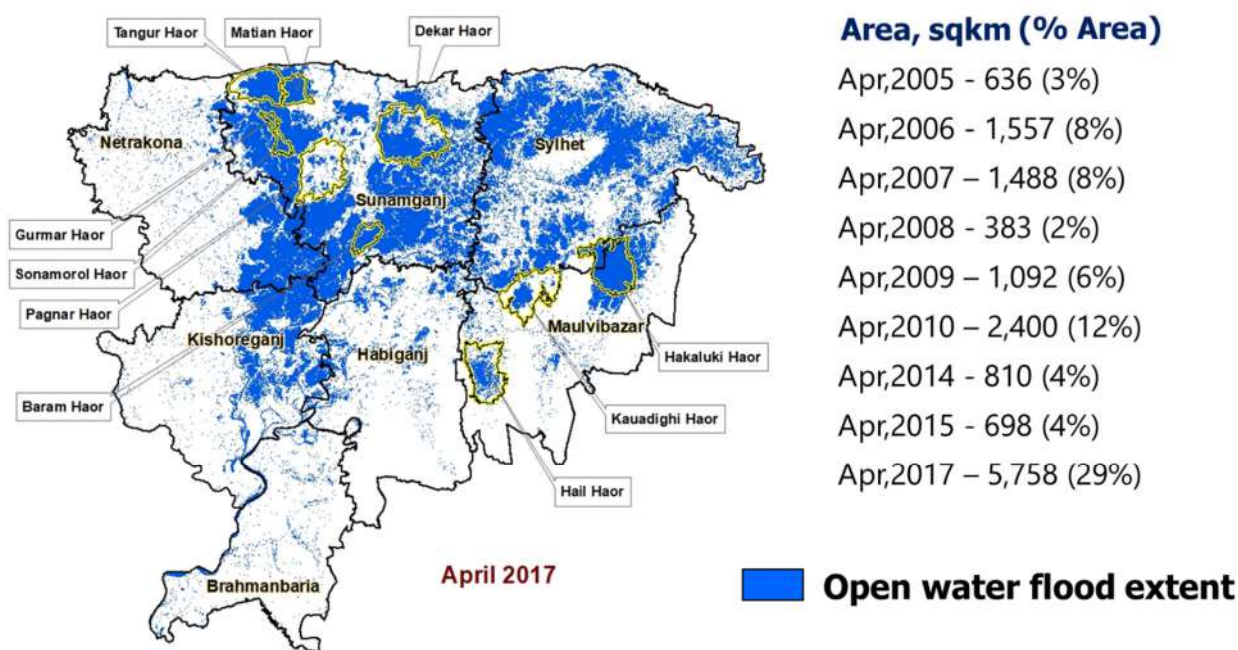 Tangur Haor
Matian Haor
Dekar Haor
Netrakona
Sylhet
Sunamganj
Gurmar Haor
Sonamorol Haor
Pagnar Haor
Kishoreganj
Habiganj
Maulvibazar
Hakaluki Haor
Baram Haor
Kauadighi Haor
Hail Haor
Brahmanbaria
April 2017
Area, sqkm (% Area)
Apr,2005 - 636 (3%)
Apr,2006 - 1,557 (8%)
Apr,2007 – 1,488 (8%)
Apr,2008 - 383 (2%)
Apr,2009 - 1,092 (6%)
Apr,2010 – 2,400 (12%)
Apr,2014 - 810 (4%)
Apr,2015 - 698 (4%)
Apr,2017 – 5,758 (29%)
Open water flood extent